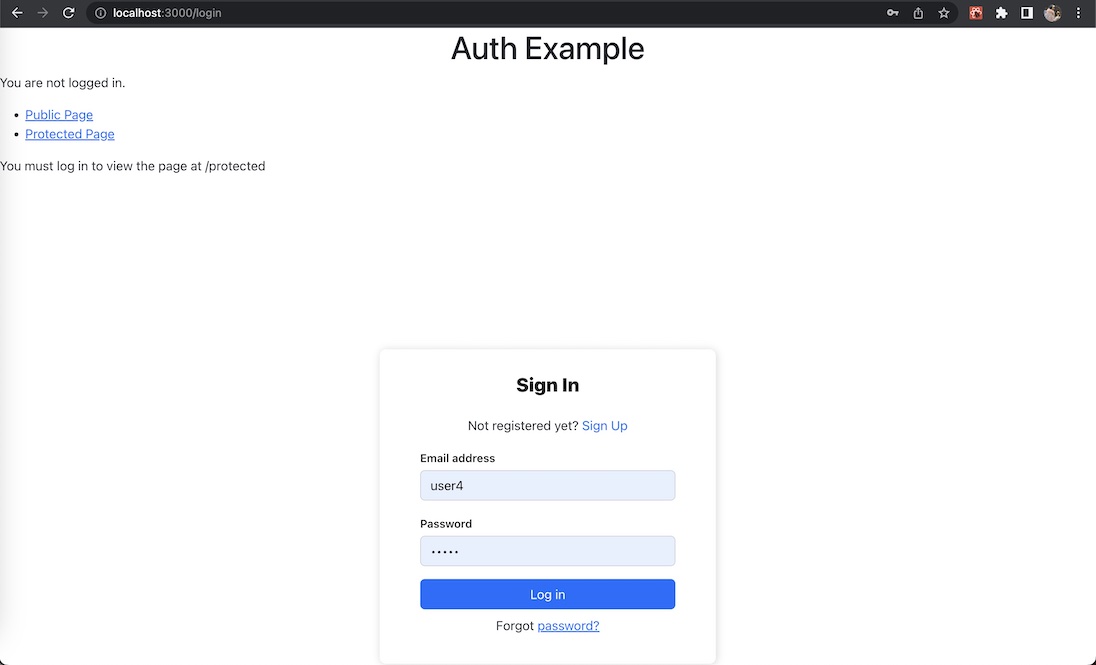 localhost:3000/login
Auth Example
You are not logged in.
• Public Page
• Protected Page
You must log in to view the page at /protected
Sign In
Not registered yet? Sign Up
Email address
user4
Password
•••••
Log in
Forgot password?